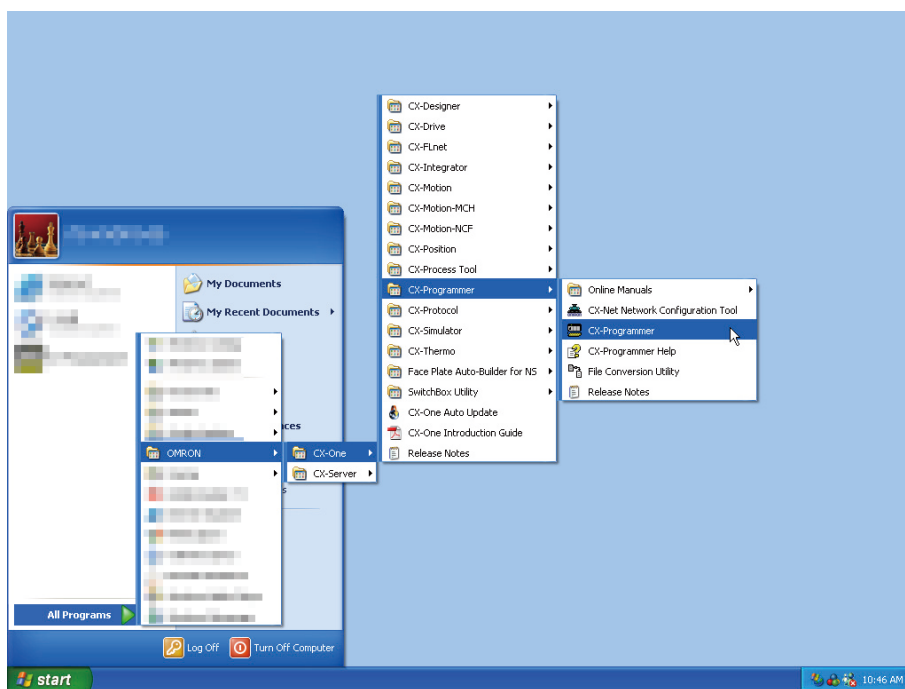 CX-Designer
CX-Drive
CX-FLnet
CX-Integrator
CX-Motion
CX-Motion-MCH
CX-Motion-NCF
CX-Position
CX-Process Tool
CX-Programmer
CX-Protocol
CX-Simulator
CX-Thermo
Face Plate Auto-Builder for NS
SwitchBox Utility
CX-One Auto Update
CX-One Introduction Guide
Release Notes
Online Manuals
CX-Net Network Configuration Tool
CX-Programmer
CX-Programmer Help
File Conversion Utility
Release Notes
My Documents
My Recent Documents
OMRON
CX-One
CX-Server
All Programs
Log Off
Turn Off Computer
start
10:46 AM